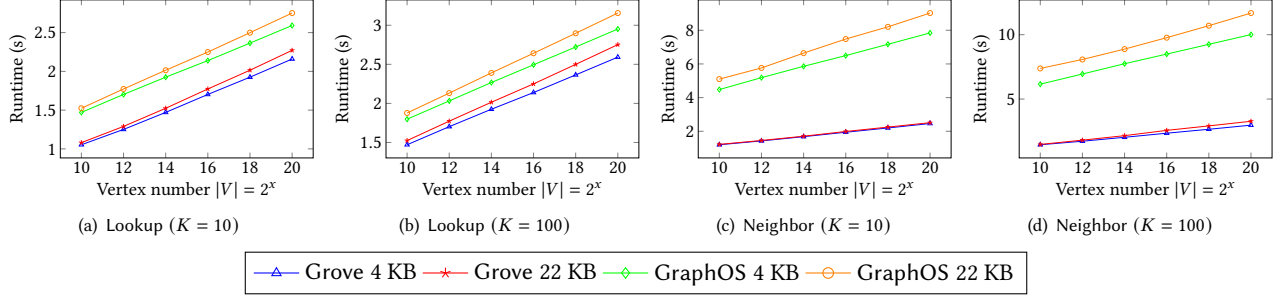 Runtime (s)
2.5
2
1.5
1
10 12 14 16 18 20
Vertex number |V| = 2^x
(a) Lookup (K = 10)
Runtime (s)
3
2.5
2
1.5
10 12 14 16 18 20
Vertex number |V| = 2^x
(b) Lookup (K = 100)
Runtime (s)
8
6
4
2
10 12 14 16 18 20
Vertex number |V| = 2^x
(c) Neighbor (K = 10)
Runtime (s)
10
5
10 12 14 16 18 20
Vertex number |V| = 2^x
(d) Neighbor (K = 100)
Grove 4 KB Grove 22 KB GraphOS 4 KB GraphOS 22 KB